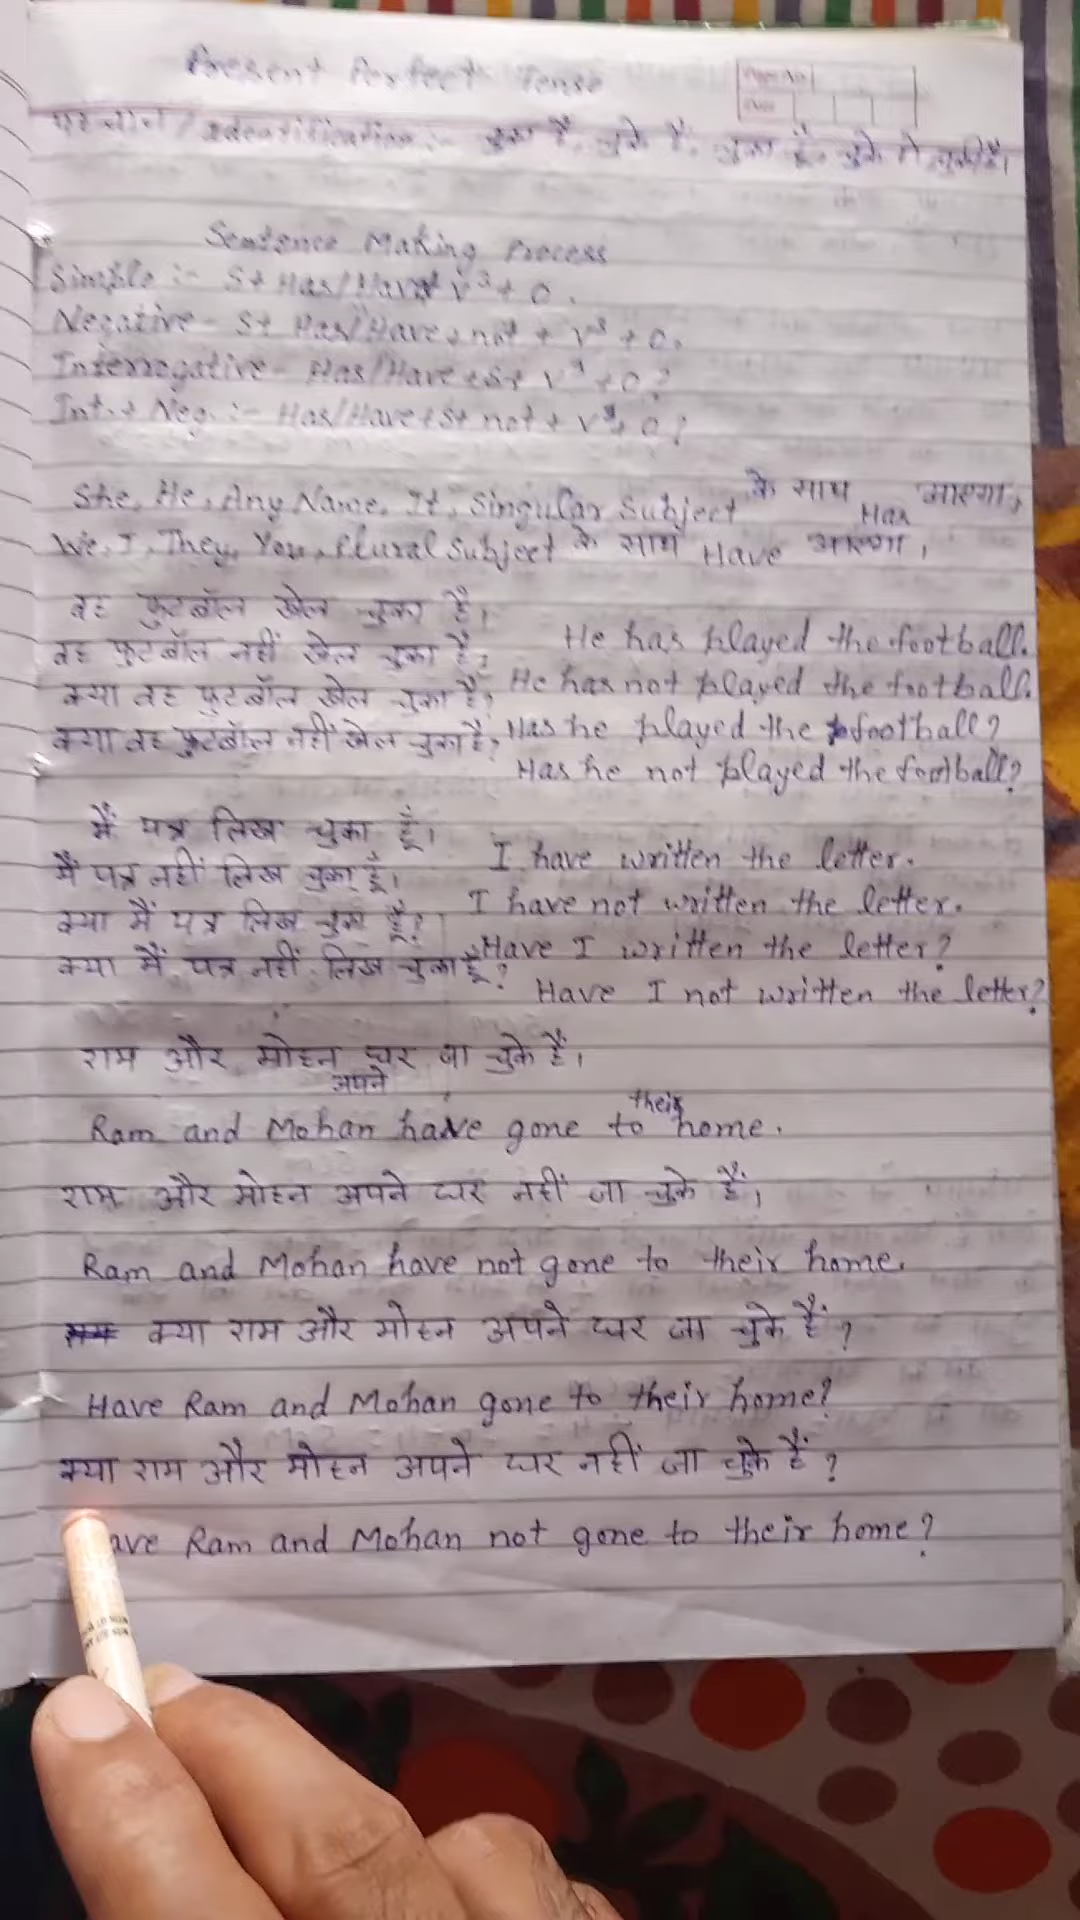 Present Perfect Tense
पहचान / Identification :- चुका है, चुके हैं, चुका हूँ, चुके
Sentence Making Process
Simple :- S+ Has/Have+ V³ + O.
Negative - S+ Has/Have + not + V³ + O.
Interrogative - Has/Have + S + V³ + O?
Int. + Neg. :- Has/Have + S + not + V³ + O?
She, He, Any Name, It, Singular Subject के साथ Has आएगा,
We, I, They, You, Plural Subject के साथ Have आएगा,
वह फुटबॉल खेल चुका है।
He has played the football.
वह फुटबॉल नहीं खेल चुका है,
He has not played the football.
क्या वह फुटबॉल खेल चुका है?
Has he played the football?
क्या वह फुटबॉल नहीं खेल चुका है?
Has he not played the football?
मैं पत्र लिख चुका हूँ।
I have written the letter.
मैं पत्र नहीं लिख चुका हूँ।
I have not written the letter.
क्या मैं पत्र लिख चुका हूँ?
Have I written the letter?
क्या मैं पत्र नहीं लिख चुका हूँ?
Have I not written the letter?
राम और मोहन अपने घर जा चुके हैं।
Ram and Mohan have gone to their home.
राम और मोहन अपने घर नहीं जा चुके हैं,
Ram and Mohan have not gone to their home.
क्या राम और मोहन अपने घर जा चुके हैं?
Have Ram and Mohan gone to their home?
क्या राम और मोहन अपने घर नहीं जा चुके हैं?
ave Ram and Mohan not gone to their home?